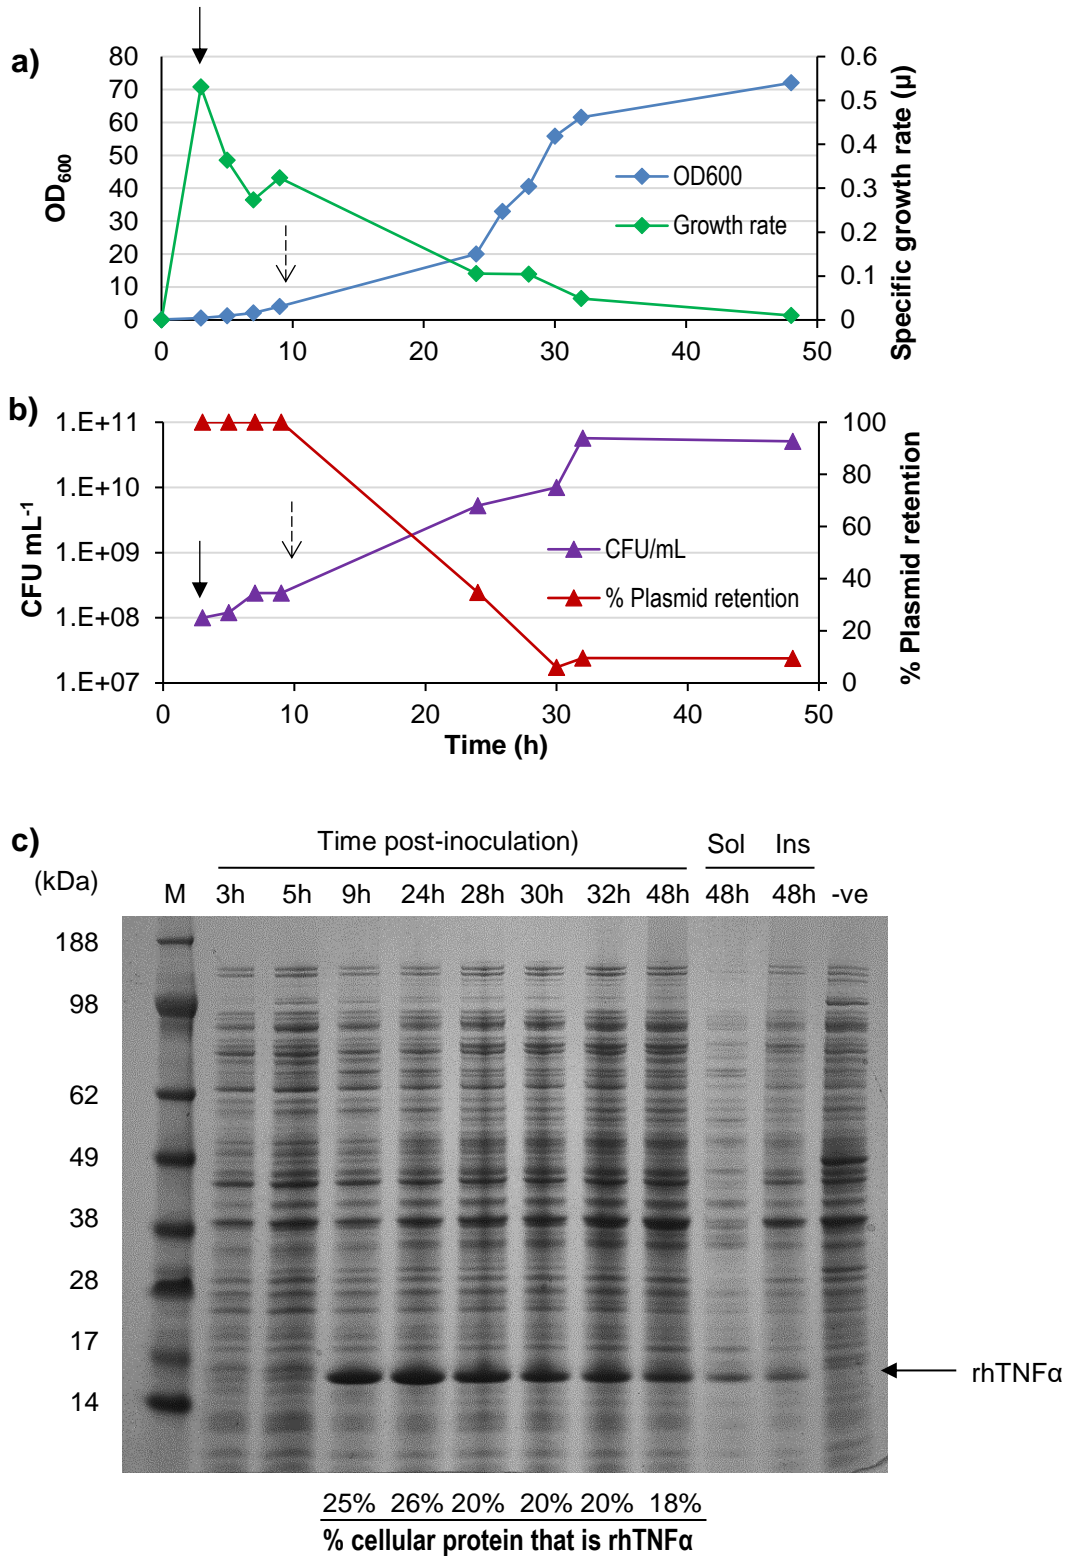 a)
OD600
80
70
60
50
40
30
20
10
0
0.6
0.5
0.4
0.3
0.2
0.1
0
Specific growth rate (µ)
OD600
Growth rate
0 10 20 30 40 50
b)
CFU mL-1
1.E+11
1.E+10
1.E+09
1.E+08
1.E+07
100
80
60
40
20
0
% Plasmid retention
CFU/mL
% Plasmid retention
0 10 20 30 40 50
Time (h)
c)
Time post-inoculation) Sol Ins
(kDa) M 3h 5h 9h 24h 28h 30h 32h 48h 48h 48h -ve
188
98
62
49
38
28
17
14
rhTNFα
25% 26% 20% 20% 20% 18%
% cellular protein that is rhTNFα